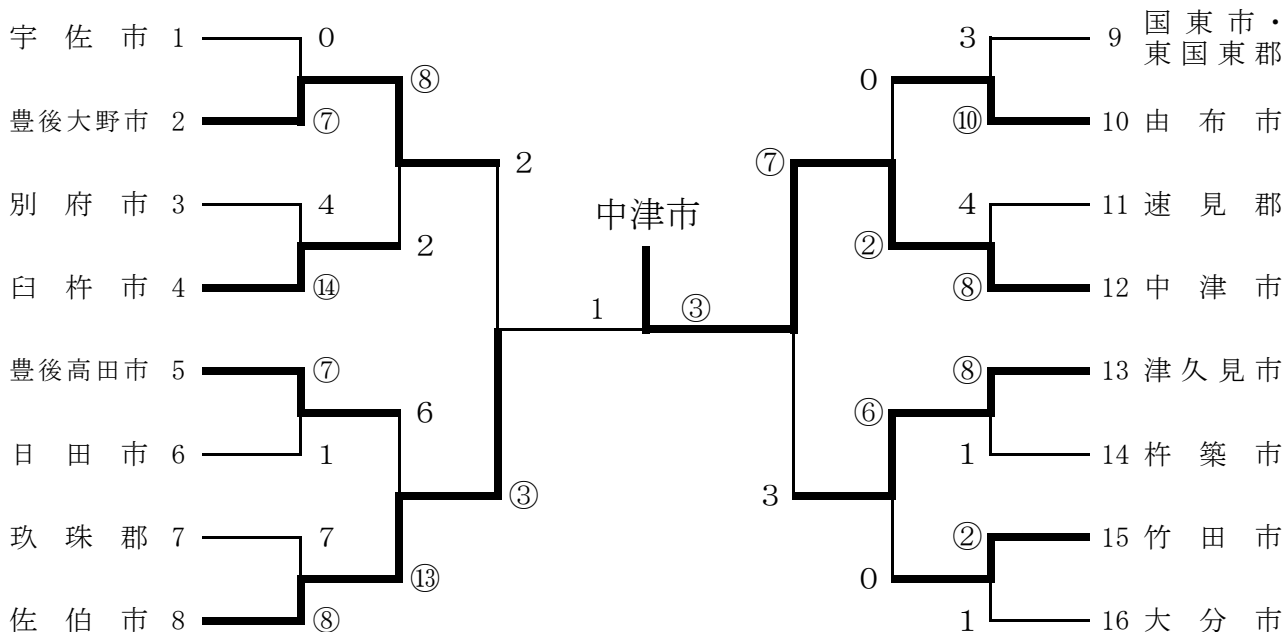 宇佐市 1 0
⑧
豊後大野市 2 ⑦
2
別府市 3 4
2
臼杵市 4 ⑭
1
豊後高田市 5 ⑦
6
日田市 6 1
③
玖珠郡 7 7
⑬
佐伯市 8 ⑧
中津市
③
3 9 国東市・
東国東郡
0
⑩ 10 由布市
⑦
4 11 速見郡
②
⑧ 12 中津市
⑧ 13 津久見市
⑥
1 14 杵築市
3
② 15 竹田市
0
1 16 大分市